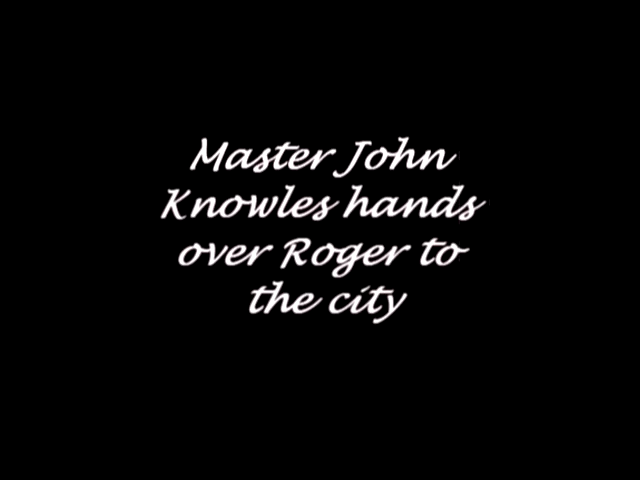 Master John
Knowles hands
over Roger to
the city